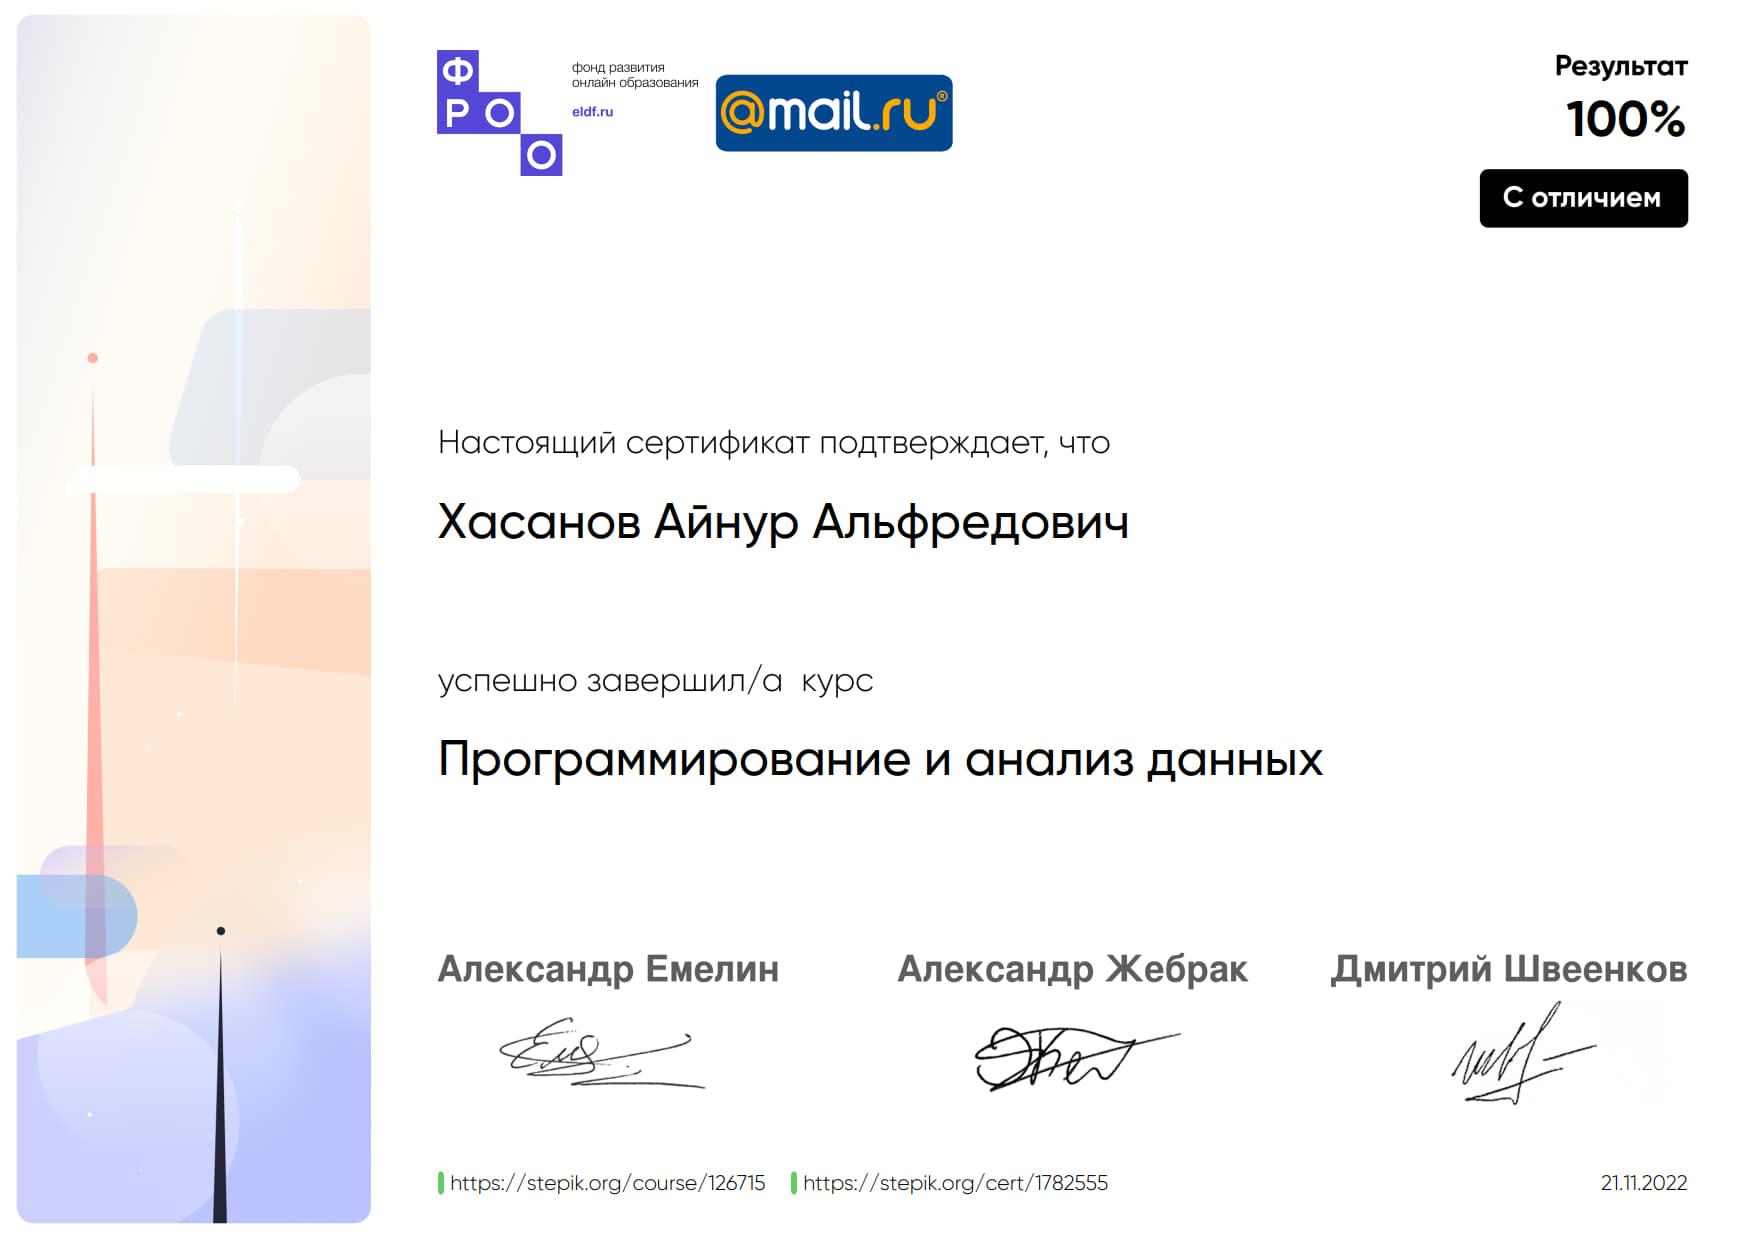 Ф
РО
О
фонд развития
онлайн образования
eldf.ru
@mail.ru®
Результат
100%
С отличием
Настоящий сертификат подтверждает, что
Хасанов Айнур Альфредович
успешно завершил/а курс
Программирование и анализ данных
Александр Емелин
Александр Жебрак
Дмитрий Швеенков
https://stepik.org/course/126715
https://stepik.org/cert/1782555
21.11.2022